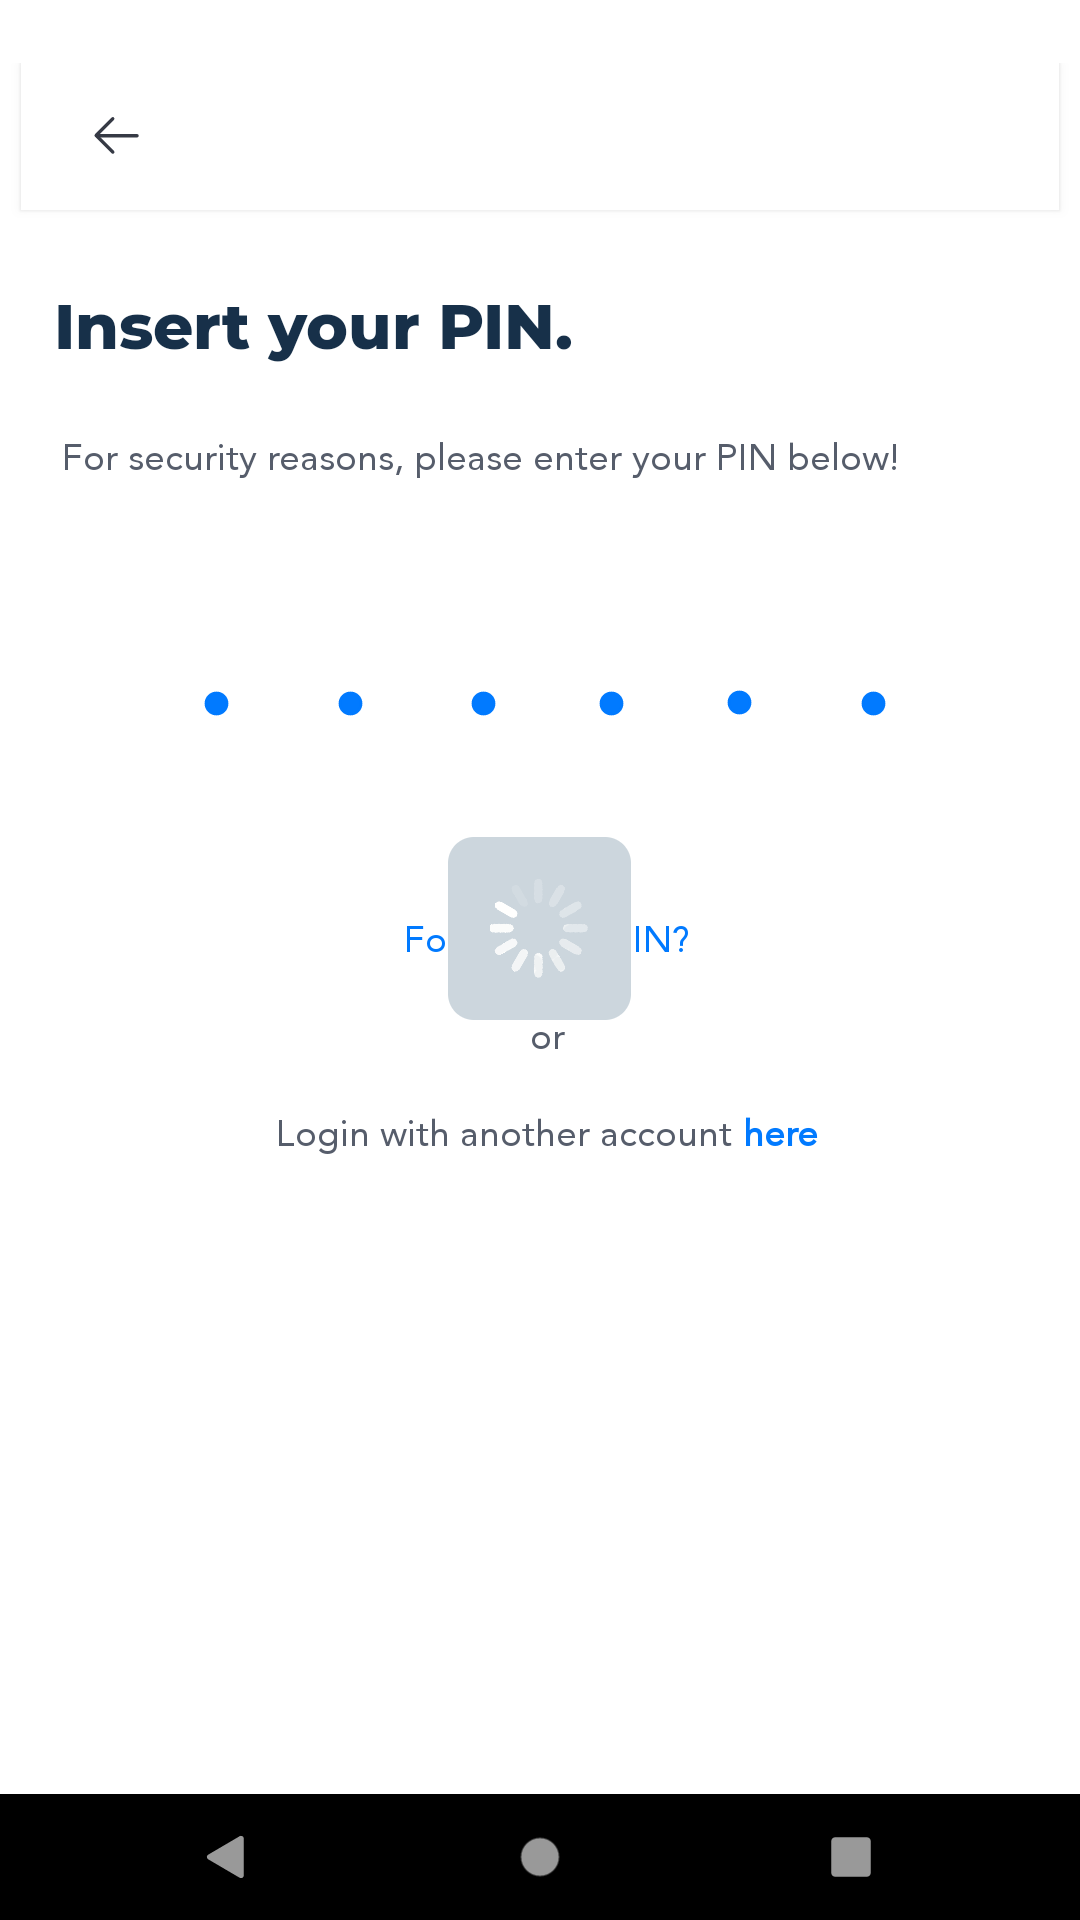 Insert your PIN.
For security reasons, please enter your PIN below!
Fo IN?
or
Login with another account here